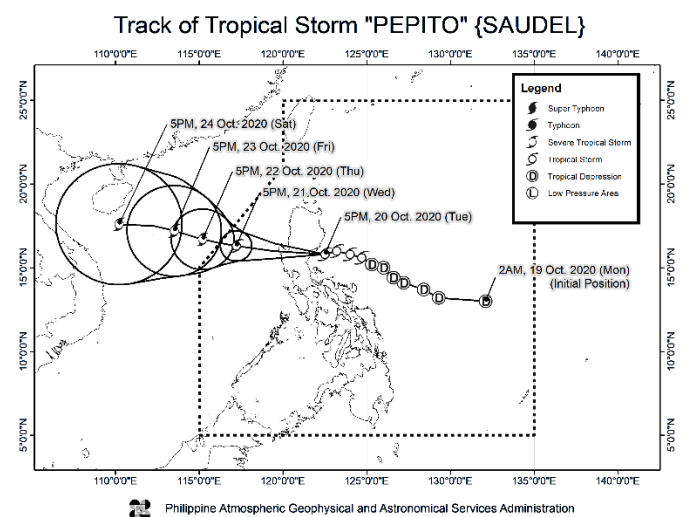 Track of Tropical Storm "PEPITO" {SAUDEL}
110°0'0"E 115°0'0"E 120°0'0"E 125°0'0"E 130°0'0"E 135°0'0"E 140°0'0"E
25°0'0"N
25°0'0"N
Legend
Super Typhoon
Typhoon
Severe Tropical Storm
Tropical Storm
D Tropical Depression
L Low Pressure Area
5PM, 24 Oct. 2020 (Sat)
5PM, 23 Oct. 2020 (Fri)
5PM, 22 Oct. 2020 (Thu)
5PM, 21 Oct. 2020 (Wed)
5PM, 20 Oct. 2020 (Tue)
2AM, 19 Oct. 2020 (Mon)
(Initial Position)
D D D D D D D
20°0'0"N
20°0'0"N
15°0'0"N
15°0'0"N
10°0'0"N
10°0'0"N
5°0'0"N
5°0'0"N
110°0'0"E 115°0'0"E 120°0'0"E 125°0'0"E 130°0'0"E 135°0'0"E 140°0'0"E
Philippine Atmospheric Geophysical and Astronomical Services Administration